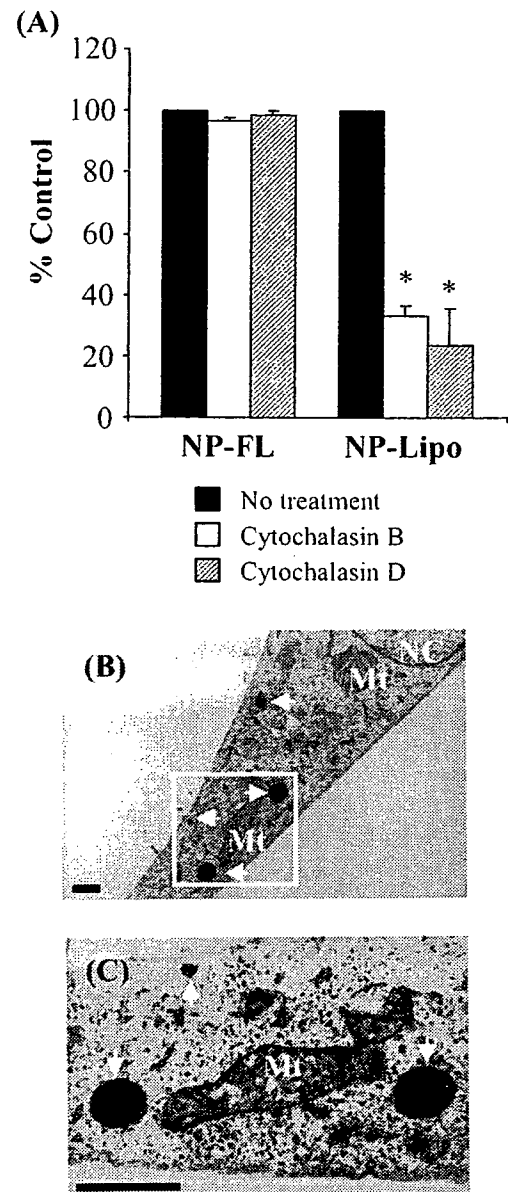 (A)
120
100
80
60
40
20
0
% Control
* *
NP-FL NP-Lipo
No treatment
Cytochalasin B
Cytochalasin D
(B)
NC
Mt
Mt
(C)
Mt